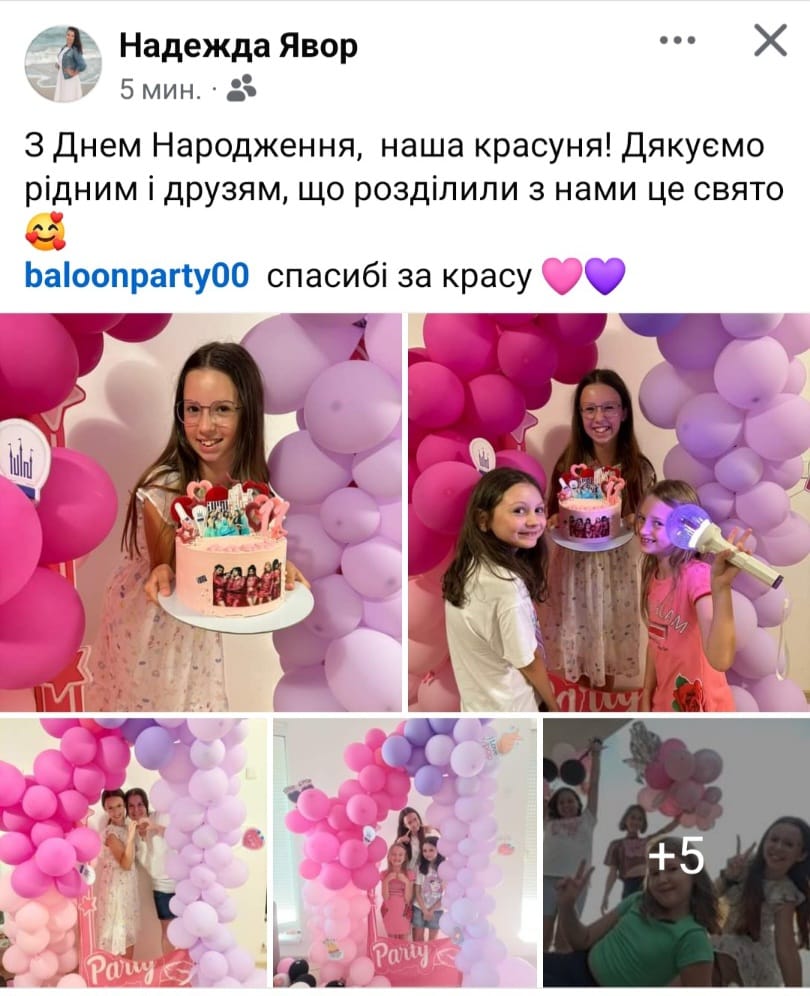 Надежда Явор
5 мин. ·
З Днем Народження, наша красуня! Дякуємо
рідним і друзям, що розділили з нами це свято
🥰
baloonparty00 спасибі за красу 🩷💜
GLAM
Party
Party
Party
+5